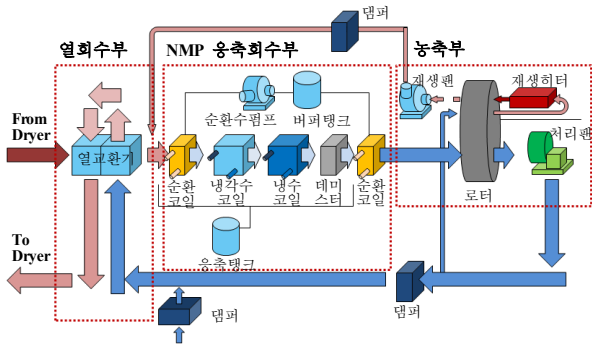 댐퍼
열회수부
NMP 응축회수부
농축부
재생팬
재생히터
From
Dryer
순환수펌프
버퍼탱크
처리팬
열교환기
순환
코일
냉각수
코일
냉수
코일
데미
스터
순환
코일
로터
To
Dryer
응축탱크
댐퍼
댐퍼